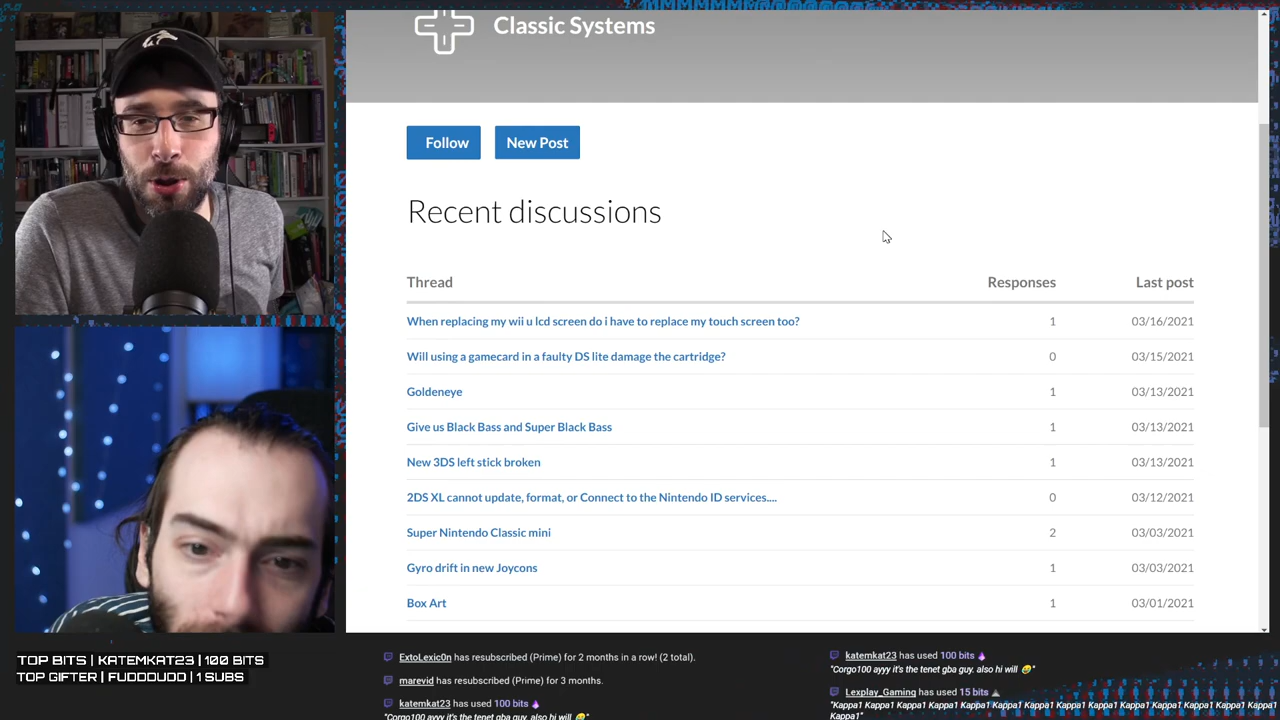 Classic Systems
Follow
New Post
Recent discussions
Thread Responses Last post
When replacing my wii u lcd screen do i have to replace my touch screen too? 1 03/16/2021
Will using a gamecard in a faulty DS lite damage the cartridge? 0 03/15/2021
Goldeneye 1 03/13/2021
Give us Black Bass and Super Black Bass 1 03/13/2021
New 3DS left stick broken 1 03/13/2021
2DS XL cannot update, format, or Connect to the Nintendo ID services.... 0 03/12/2021
Super Nintendo Classic mini 2 03/03/2021
Gyro drift in new Joycons 1 03/03/2021
Box Art 1 03/01/2021
TOP BITS | KATEMKAT23 | 100 BITS
TOP GIFTER | FUDDDUDD | 1 SUBS
ExtoLexic0n has resubscribed (Prime) for 2 months in a row! (2 total).
marevid has resubscribed (Prime) for 3 months.
katemkat23 has used 100 bits
"Corgo100 ayyy it's the tenet gba guy. also hi will 😅"
katemkat23 has used 100 bits
"Corgo100 ayyy it's the tenet gba guy. also hi will 😅"
Lexplay_Gaming has used 15 bits
"Kappa1 Kappa1 Kappa1 Kappa1 Kappa1 Kappa1 Kappa1 Kappa1 Kappa1 Kappa1 Kappa1 Kappa1 Kappa1 Kappa1
Kappa1"